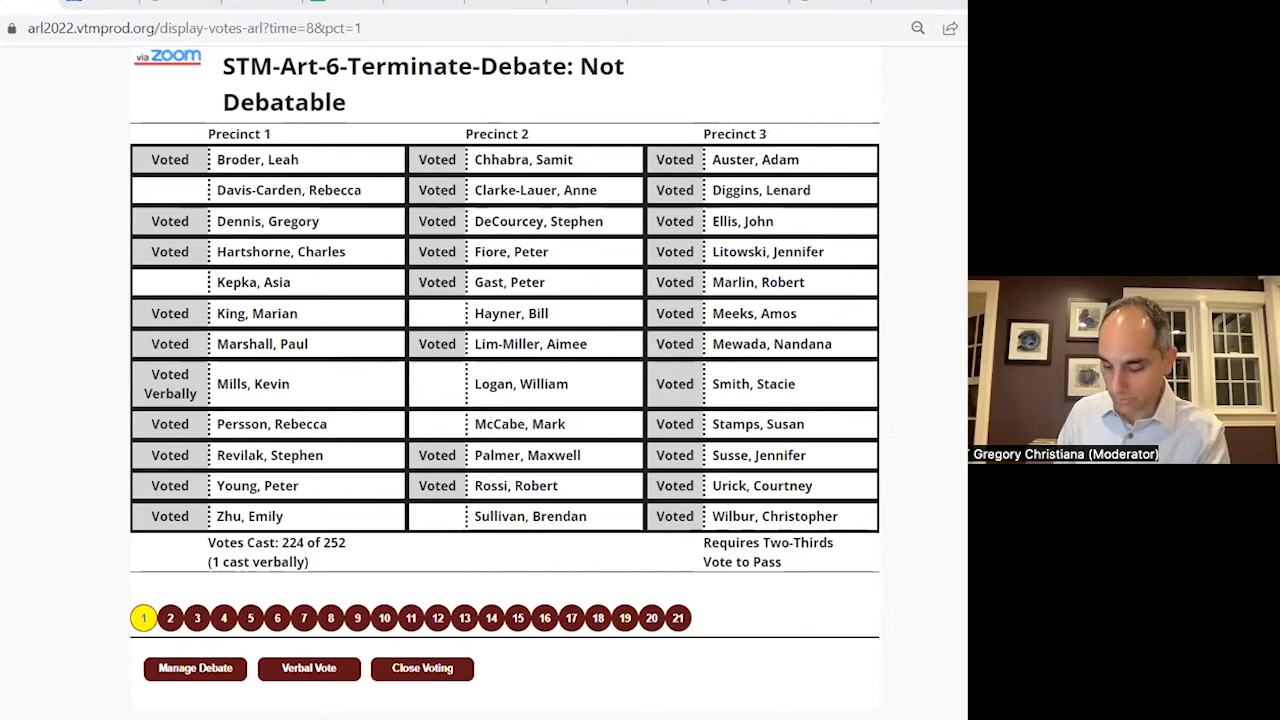 arl2022.vtmprod.org/display-votes-arl?time=8&pct=1
via zoom
STM-Art-6-Terminate-Debate: Not
Debatable
Precinct 1 Precinct 2 Precinct 3
Voted Broder, Leah Voted Chhabra, Samit Voted Auster, Adam
Davis-Carden, Rebecca Voted Clarke-Lauer, Anne Voted Diggins, Lenard
Voted Dennis, Gregory Voted DeCourcey, Stephen Voted Ellis, John
Voted Hartshorne, Charles Voted Fiore, Peter Voted Litowski, Jennifer
Kepka, Asia Voted Gast, Peter Voted Marlin, Robert
Voted King, Marian Hayner, Bill Voted Meeks, Amos
Voted Marshall, Paul Voted Lim-Miller, Aimee Voted Mewada, Nandana
Voted
Verbally Mills, Kevin Logan, William Voted Smith, Stacie
Voted Persson, Rebecca McCabe, Mark Voted Stamps, Susan
Voted Revilak, Stephen Voted Palmer, Maxwell Voted Susse, Jennifer
Voted Young, Peter Voted Rossi, Robert Voted Urick, Courtney
Voted Zhu, Emily Sullivan, Brendan Voted Wilbur, Christopher
Votes Cast: 224 of 252 Requires Two-Thirds
(1 cast verbally) Vote to Pass
1 2 3 4 5 6 7 8 9 10 11 12 13 14 15 16 17 18 19 20 21
Manage Debate Verbal Vote Close Voting
Gregory Christiana (Moderator)